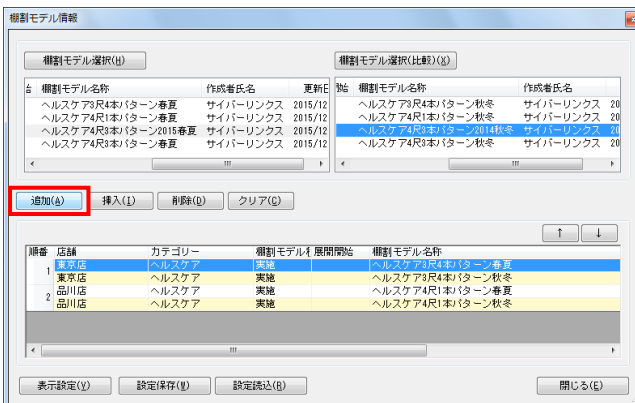 棚割モデル情報
棚割モデル選択(H)
棚割モデル選択(比較)(X)
棚割モデル名称 作成者氏名 更新日
ヘルスケア3尺4本パターン春夏 サイバーリンクス 2015/12
ヘルスケア4尺1本パターン春夏 サイバーリンクス 2015/12
ヘルスケア4尺3本パターン2015春夏 サイバーリンクス 2015/12
ヘルスケア4尺3本パターン春夏 サイバーリンクス 2015/12
始 棚割モデル名称 作成者氏名
ヘルスケア3尺4本パターン秋冬 サイバーリンクス 20
ヘルスケア4尺1本パターン秋冬 サイバーリンクス 20
ヘルスケア4尺3本パターン2014秋冬 サイバーリンクス 20
ヘルスケア4尺3本パターン秋冬 サイバーリンクス 20
追加(A) 挿入(I) 削除(D) クリア(C)
↑ ↓
順番 店舗 カテゴリー 棚割モデル 展開開始 棚割モデル名称
1 東京店 ヘルスケア 実施 ヘルスケア3尺4本パターン春夏
東京店 ヘルスケア 実施 ヘルスケア3尺4本パターン秋冬
2 品川店 ヘルスケア 実施 ヘルスケア4尺1本パターン春夏
品川店 ヘルスケア 実施 ヘルスケア4尺1本パターン秋冬
表示設定(V) 設定保存(W) 設定読込(R) 閉じる(E)